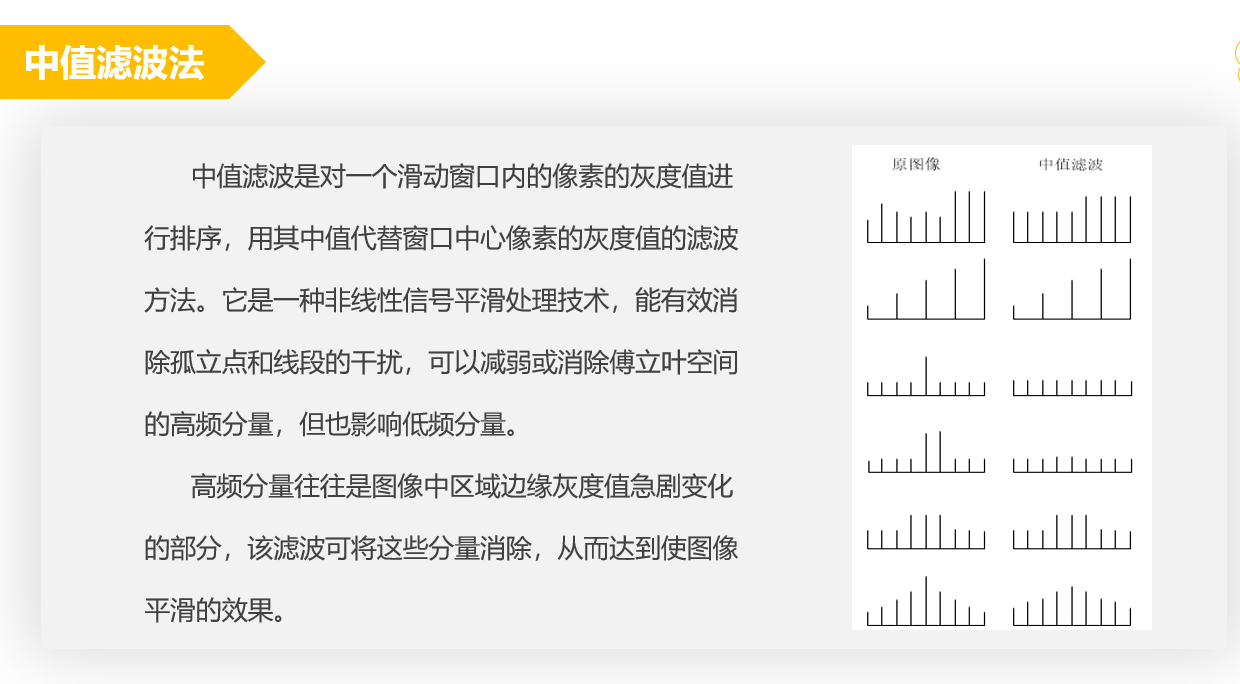 中值滤波法
中值滤波是对一个滑动窗口内的像素的灰度值进
行排序，用其中值代替窗口中心像素的灰度值的滤波
方法。它是一种非线性信号平滑处理技术，能有效消
除孤立点和线段的干扰，可以减弱或消除傅立叶空间
的高频分量，但也影响低频分量。
高频分量往往是图像中区域边缘灰度值急剧变化
的部分，该滤波可将这些分量消除，从而达到使图像
平滑的效果。
原图像
中值滤波